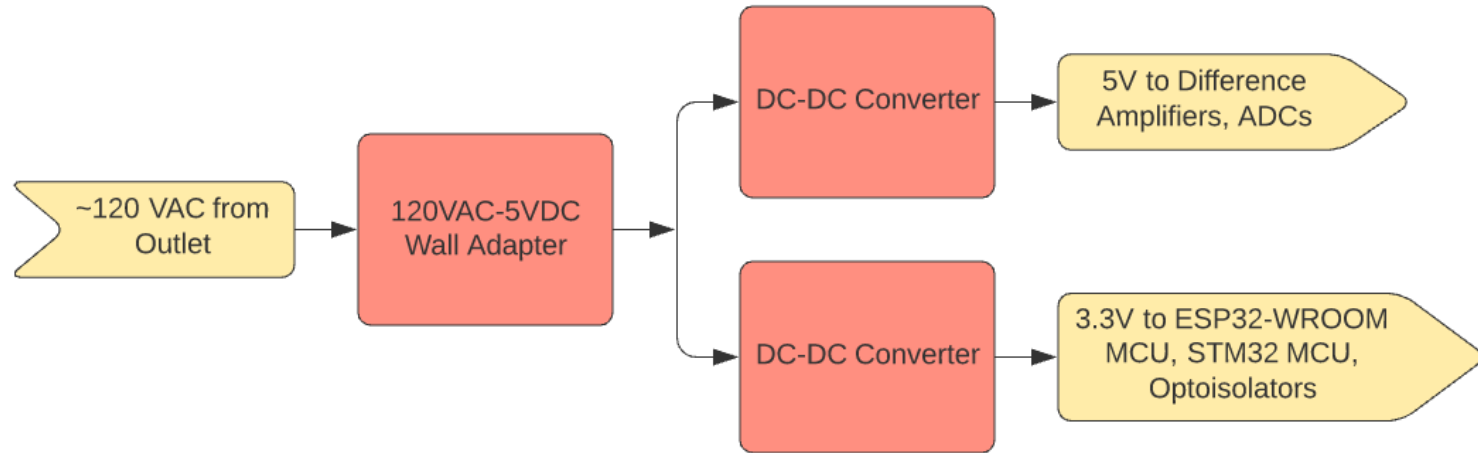 ~120 VAC from
Outlet
120VAC-5VDC
Wall Adapter
DC-DC Converter
5V to Difference
Amplifiers, ADCs
DC-DC Converter
3.3V to ESP32-WROOM
MCU, STM32 MCU,
Optoisolators